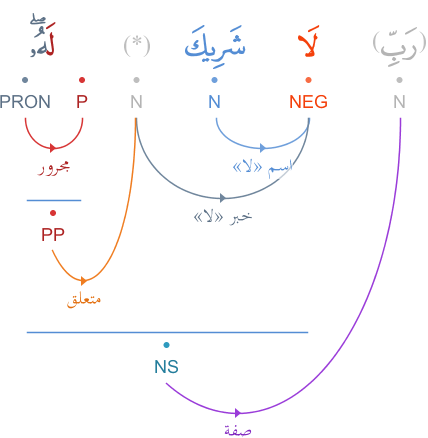 (رَبِّ) لَا شَرِيكَ (*) لَهُۥۖ
N NEG N N P PRON
اسم «لا»
مجرور
خبر «لا»
PP
متعلق
NS
صفة